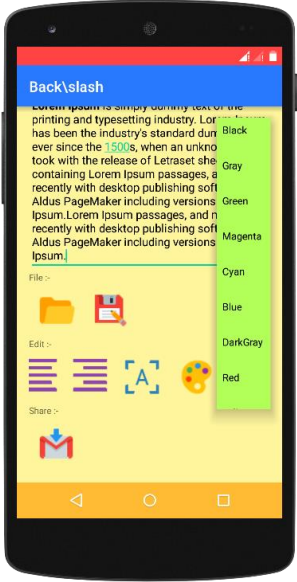 Back\slash
Lorem Ipsum is simply dummy text of the
printing and typesetting industry. Lorem Ipsum
has been the industry's standard dum
ever since the 1500s, when an unkno
took with the release of Letraset she
containing Lorem Ipsum passages, a
recently with desktop publishing soft
Aldus PageMaker including versions
Ipsum.Lorem Ipsum passages, and n
recently with desktop publishing soft
Aldus PageMaker including versions
Ipsum.
Black
Gray
Green
Magenta
Cyan
Blue
DarkGray
Red
File :-
Edit :-
A
Share :-